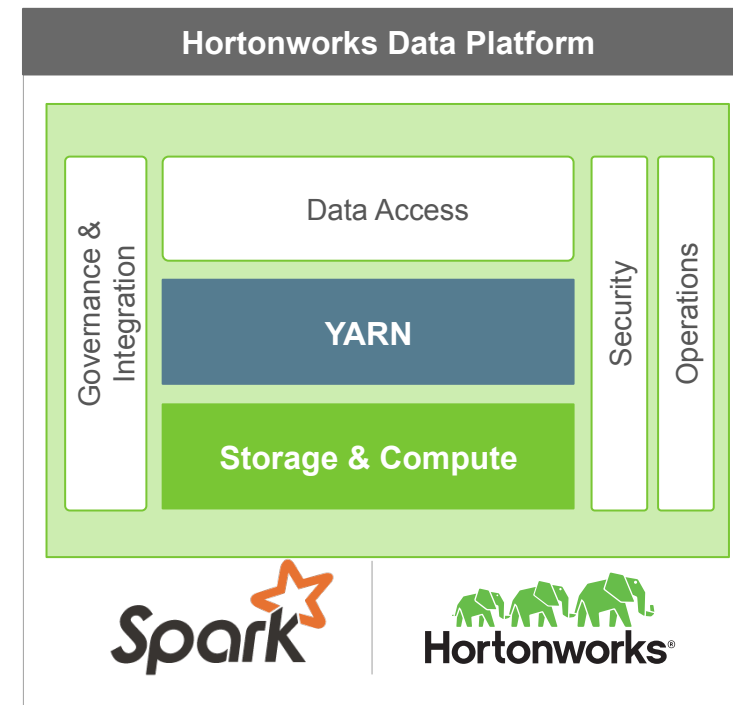 Hortonworks Data Platform
Governance &
Integration
Data Access
YARN
Storage & Compute
Security
Operations
Spark
Hortonworks®